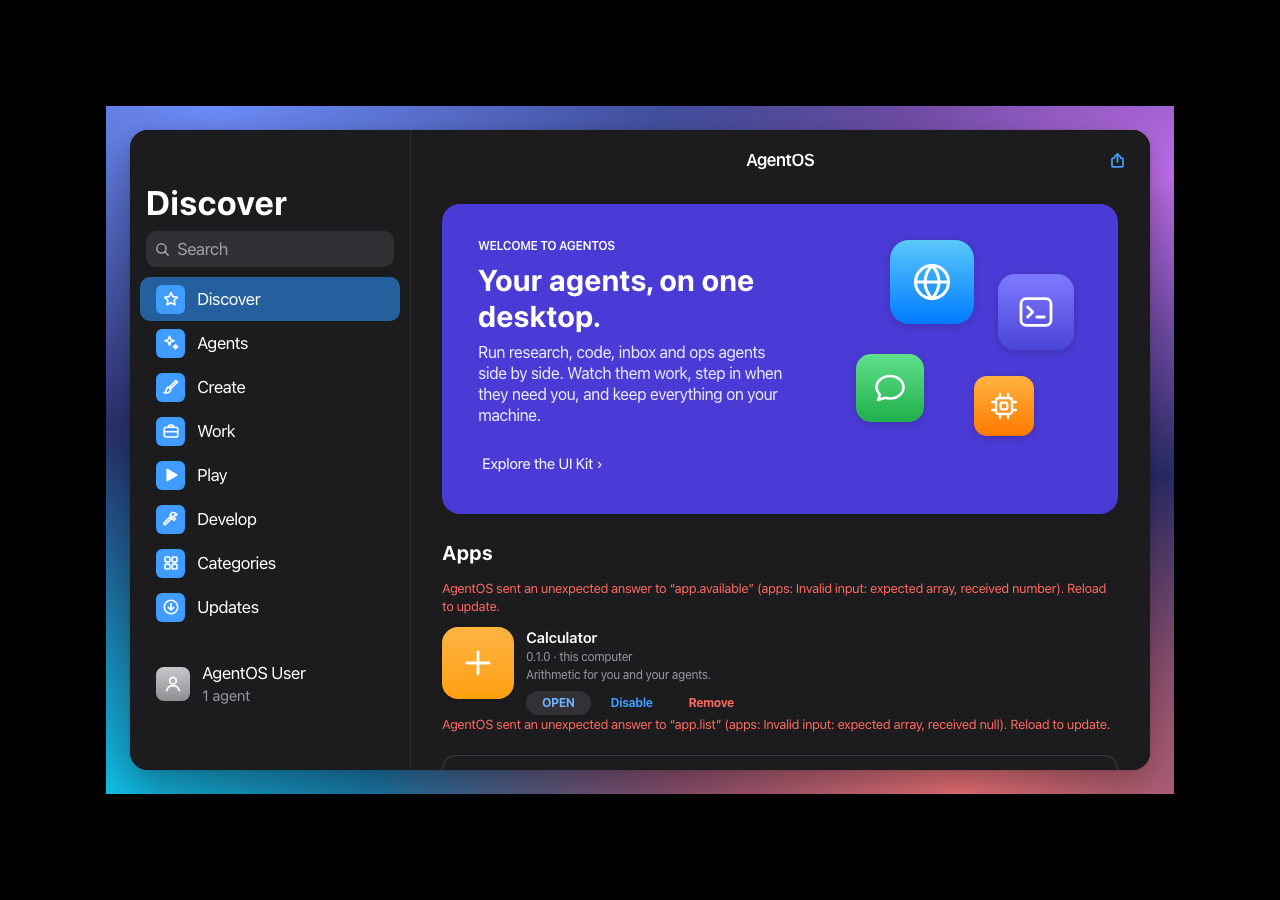 AgentOS
Discover
Search
Discover
Agents
Create
Work
Play
Develop
Categories
Updates
AgentOS User
1 agent
WELCOME TO AGENTOS
Your agents, on one
desktop.
Run research, code, inbox and ops agents
side by side. Watch them work, step in when
they need you, and keep everything on your
machine.
Explore the UI Kit ›
Apps
AgentOS sent an unexpected answer to “app.available” (apps: Invalid input: expected array, received number). Reload
to update.
Calculator
0.1.0 · this computer
Arithmetic for you and your agents.
OPEN Disable Remove
AgentOS sent an unexpected answer to “app.list” (apps: Invalid input: expected array, received null). Reload to update.